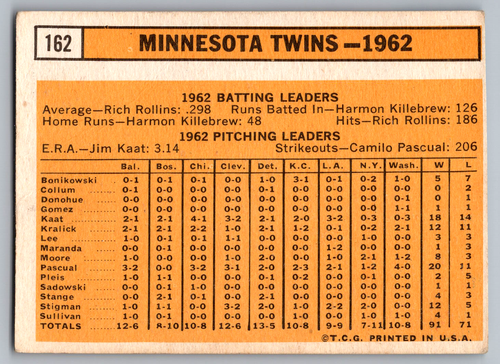 162 MINNESOTA TWINS—1962
1962 BATTING LEADERS
Average—Rich Rollins: .298 Runs Batted In—Harmon Killebrew: 126
Home Runs—Harmon Killebrew: 48 Hits—Rich Rollins: 186
1962 PITCHING LEADERS
E.R.A.—Jim Kaat: 3.14 Strikeouts—Camilo Pascual: 206
Bal. Bos. Chi. Clev. Det. K.C. L.A. N.Y. Wash. W L
Bonikowski 0-1 0-1 0-1 0-0 1-0 3-1 0-1 0-2 1-0 5 7
Collum 0-1 0-0 0-0 0-0 0-1 0-0 0-0 0-0 0-0 0 2
Donohue 0-0 0-0 0-0 0-0 0-0 0-0 0-0 0-1 0-0 0 1
Gomez 0-0 0-0 0-0 0-0 0-0 0-0 0-0 0-0 1-1 1 1
Kaat 2-1 2-1 4-1 3-2 2-1 2-2 0-3 0-3 3-0 18 14
Kralick 2-1 2-2 1-2 1-0 2-1 1-2 0-1 2-0 1-2 12 11
Lee 0-1 0-0 1-1 0-1 1-0 0-0 0-0 1-0 0-0 3 3
Maranda 0-0 0-0 0-0 0-0 0-0 0-1 1-2 0-0 0-0 1 3
Moore 1-0 0-1 1-0 2-0 2-1 0-0 0-0 1-1 1-0 8 3
Pascual 3-2 0-0 3-2 3-1 2-1 2-0 3-0 2-3 2-2 20 11
Pleis 0-1 0-1 0-0 0-0 0-0 0-1 1-1 0-1 0-0 1 5
Sadowski 0-1 0-0 0-0 0-0 0-0 1-0 0-0 0-0 0-0 1 1
Stange 0-0 2-1 0-1 0-0 1-0 0-0 1-1 0-0 0-0 4 3
Stigman 3-0 2-0 0-0 3-2 1-0 1-1 2-0 0-0 0-2 12 5
Sullivan 1-0 0-1 0-0 0-0 1-0 0-0 1-0 1-0 0-0 4 1
TOTALS 12-6 8-10 10-8 12-6 13-5 10-8 9-9 7-11 10-8 91 71
©T.C.G. PRINTED IN U.S.A.